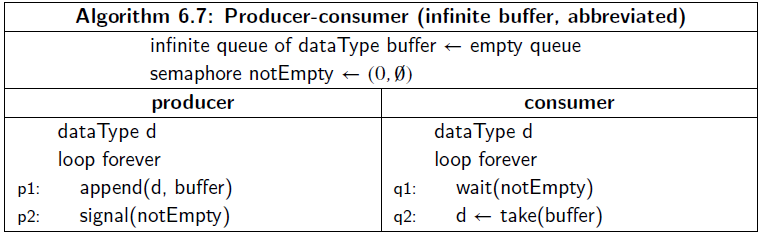 Algorithm 6.7: Producer-consumer (infinite buffer, abbreviated)
infinite queue of dataType buffer ← empty queue
semaphore notEmpty ← (0, ∅)
producer
dataType d
loop forever
p1: append(d, buffer)
p2: signal(notEmpty)
consumer
dataType d
loop forever
q1: wait(notEmpty)
q2: d ← take(buffer)